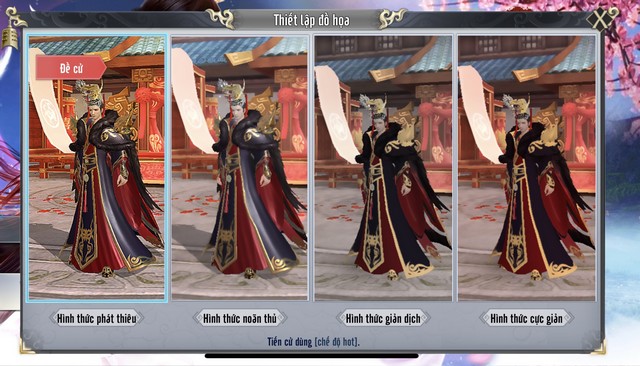 Thiết lập đồ họa
Đề cử
Hình thức phát thiêu
Hình thức noãn thủ
Hình thức giản dịch
Hình thức cực giản
Tiến cử dùng [chế độ hot].